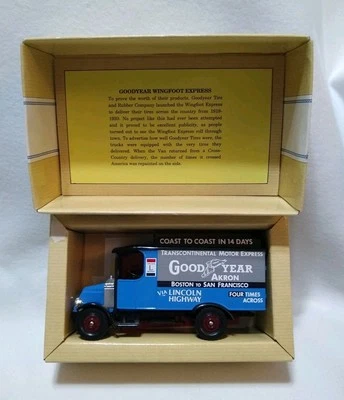 GOODYEAR WINGFOOT EXPRESS
To prove the worth of their products, Goodyear Tire
and Rubber Company launched the Wingfoot Express
to deliver their tires across the country from
No project like this had ever been attempted
and is proved to be excellent publicity, as people
turned out to see the Wingfoot Express roll through
town. To advertise how well Goodyear Tires were, the
trucks were equipped with the very tires they
delivered. When the Van returned from a Cross-
Country delivery, the number of times it crossed
America was repainted on the side.
COAST TO COAST IN 14 DAYS
TRANSCONTINENTAL MOTOR EXPRESS
GOOD YEAR
AKRON
BOSTON TO SAN FRANCISCO
VIA LINCOLN
HIGHWAY
FOUR TIMES
ACROSS